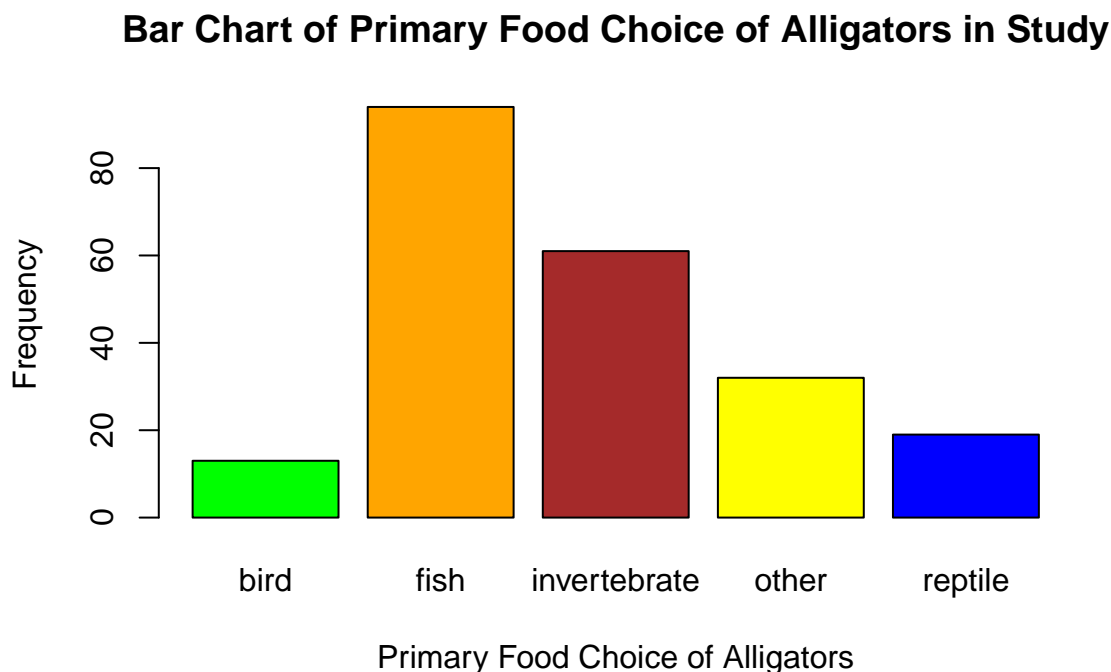 Bar Chart of Primary Food Choice of Alligators in Study
Frequency
80
60
40
20
0
bird fish invertebrate other reptile
Primary Food Choice of Alligators